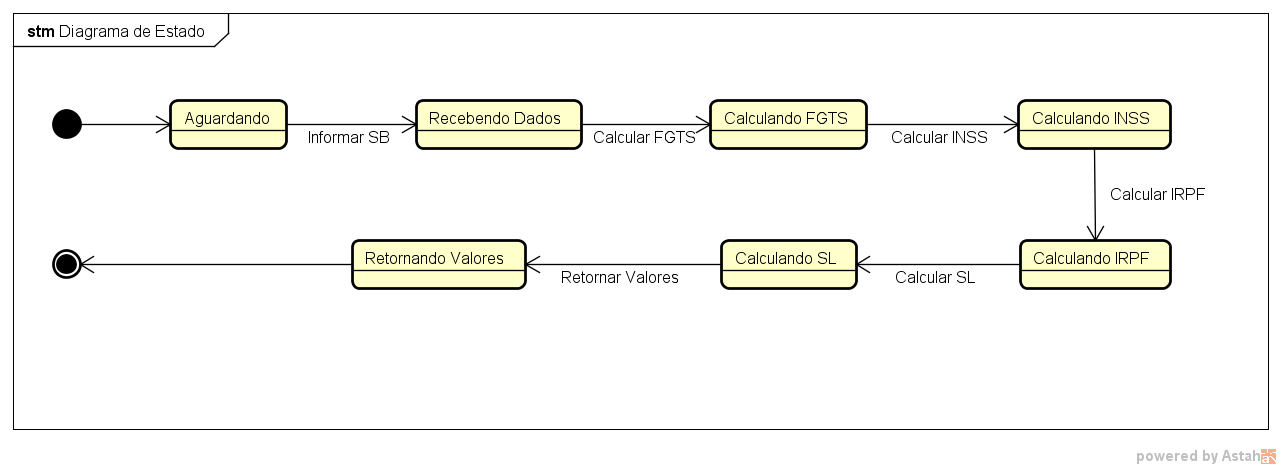 stm Diagrama de Estado
Aguardando
Informar SB
Recebendo Dados
Calcular FGTS
Calculando FGTS
Calcular INSS
Calculando INSS
Calcular IRPF
Calculando IRPF
Calcular SL
Calculando SL
Retornar Valores
Retornando Valores
powered by Astah